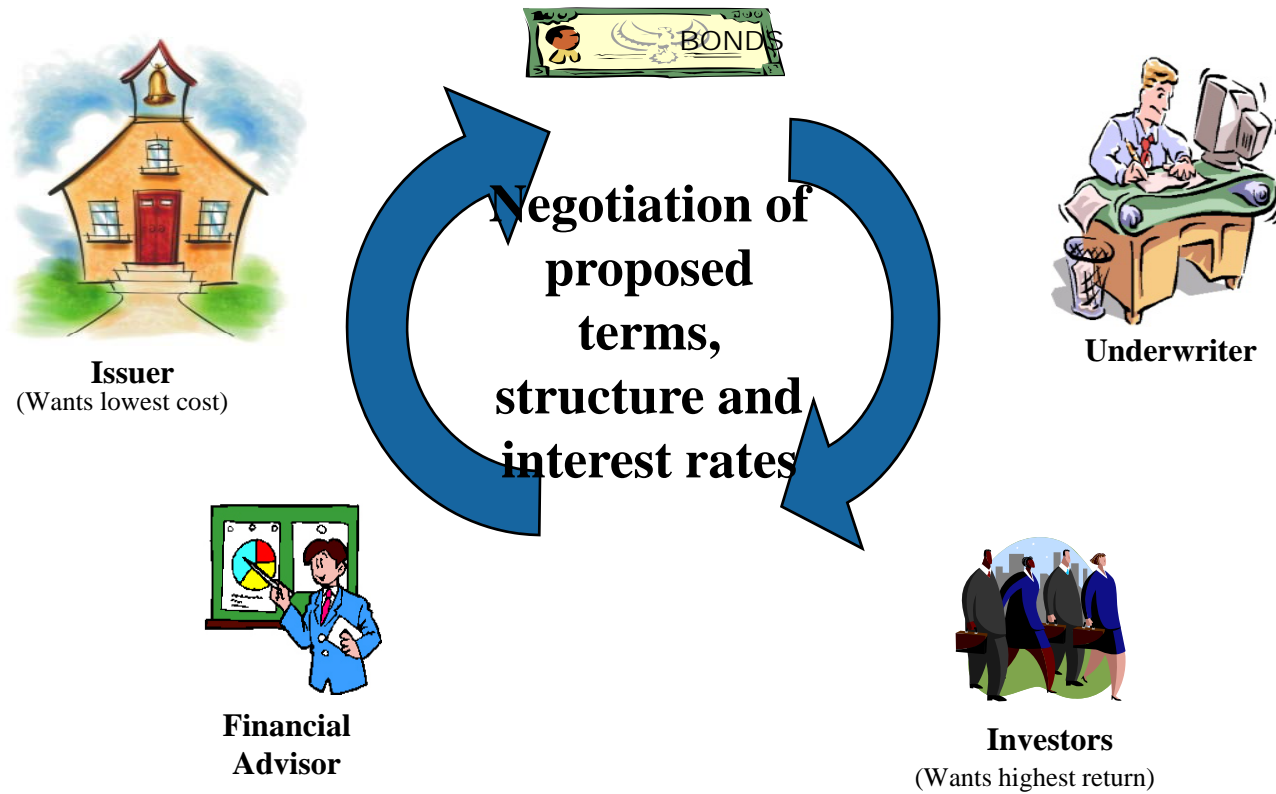 BONDS
Negotiation of
proposed
terms,
structure and
interest rates
Issuer
(Wants lowest cost)
Underwriter
Financial
Advisor
Investors
(Wants highest return)